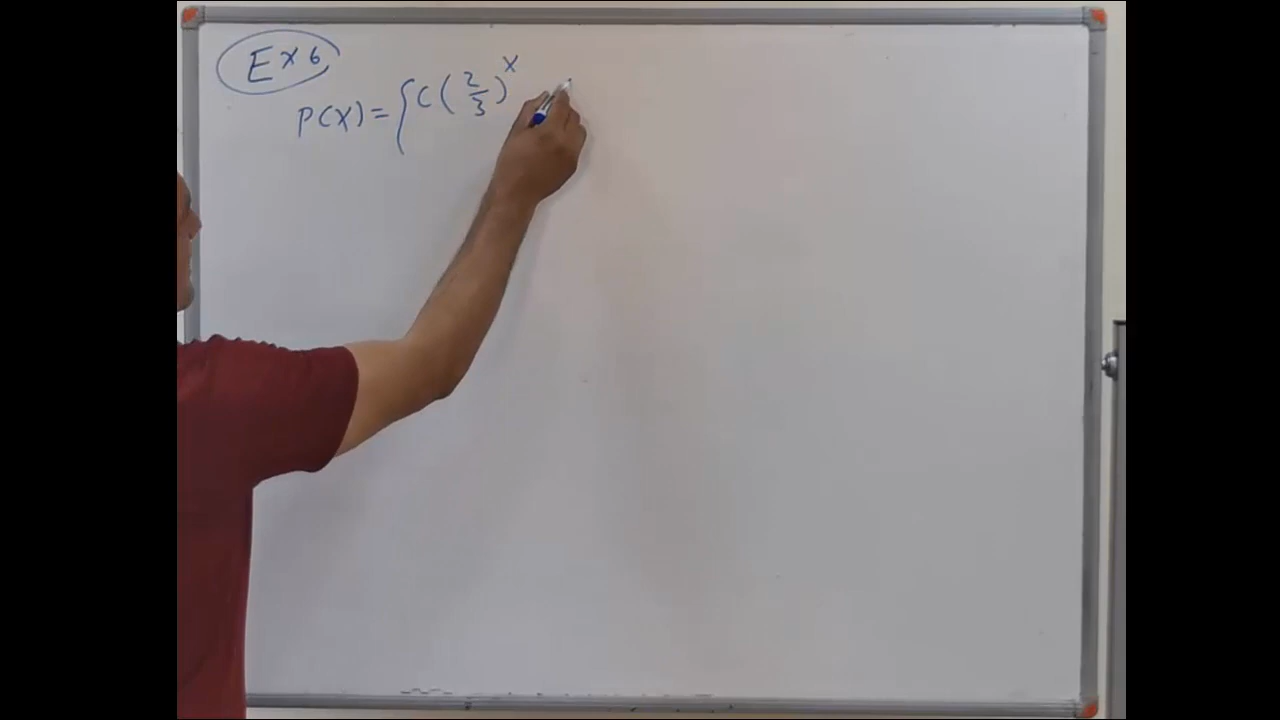 Ex 6
P(X) = { C (2/3)^x